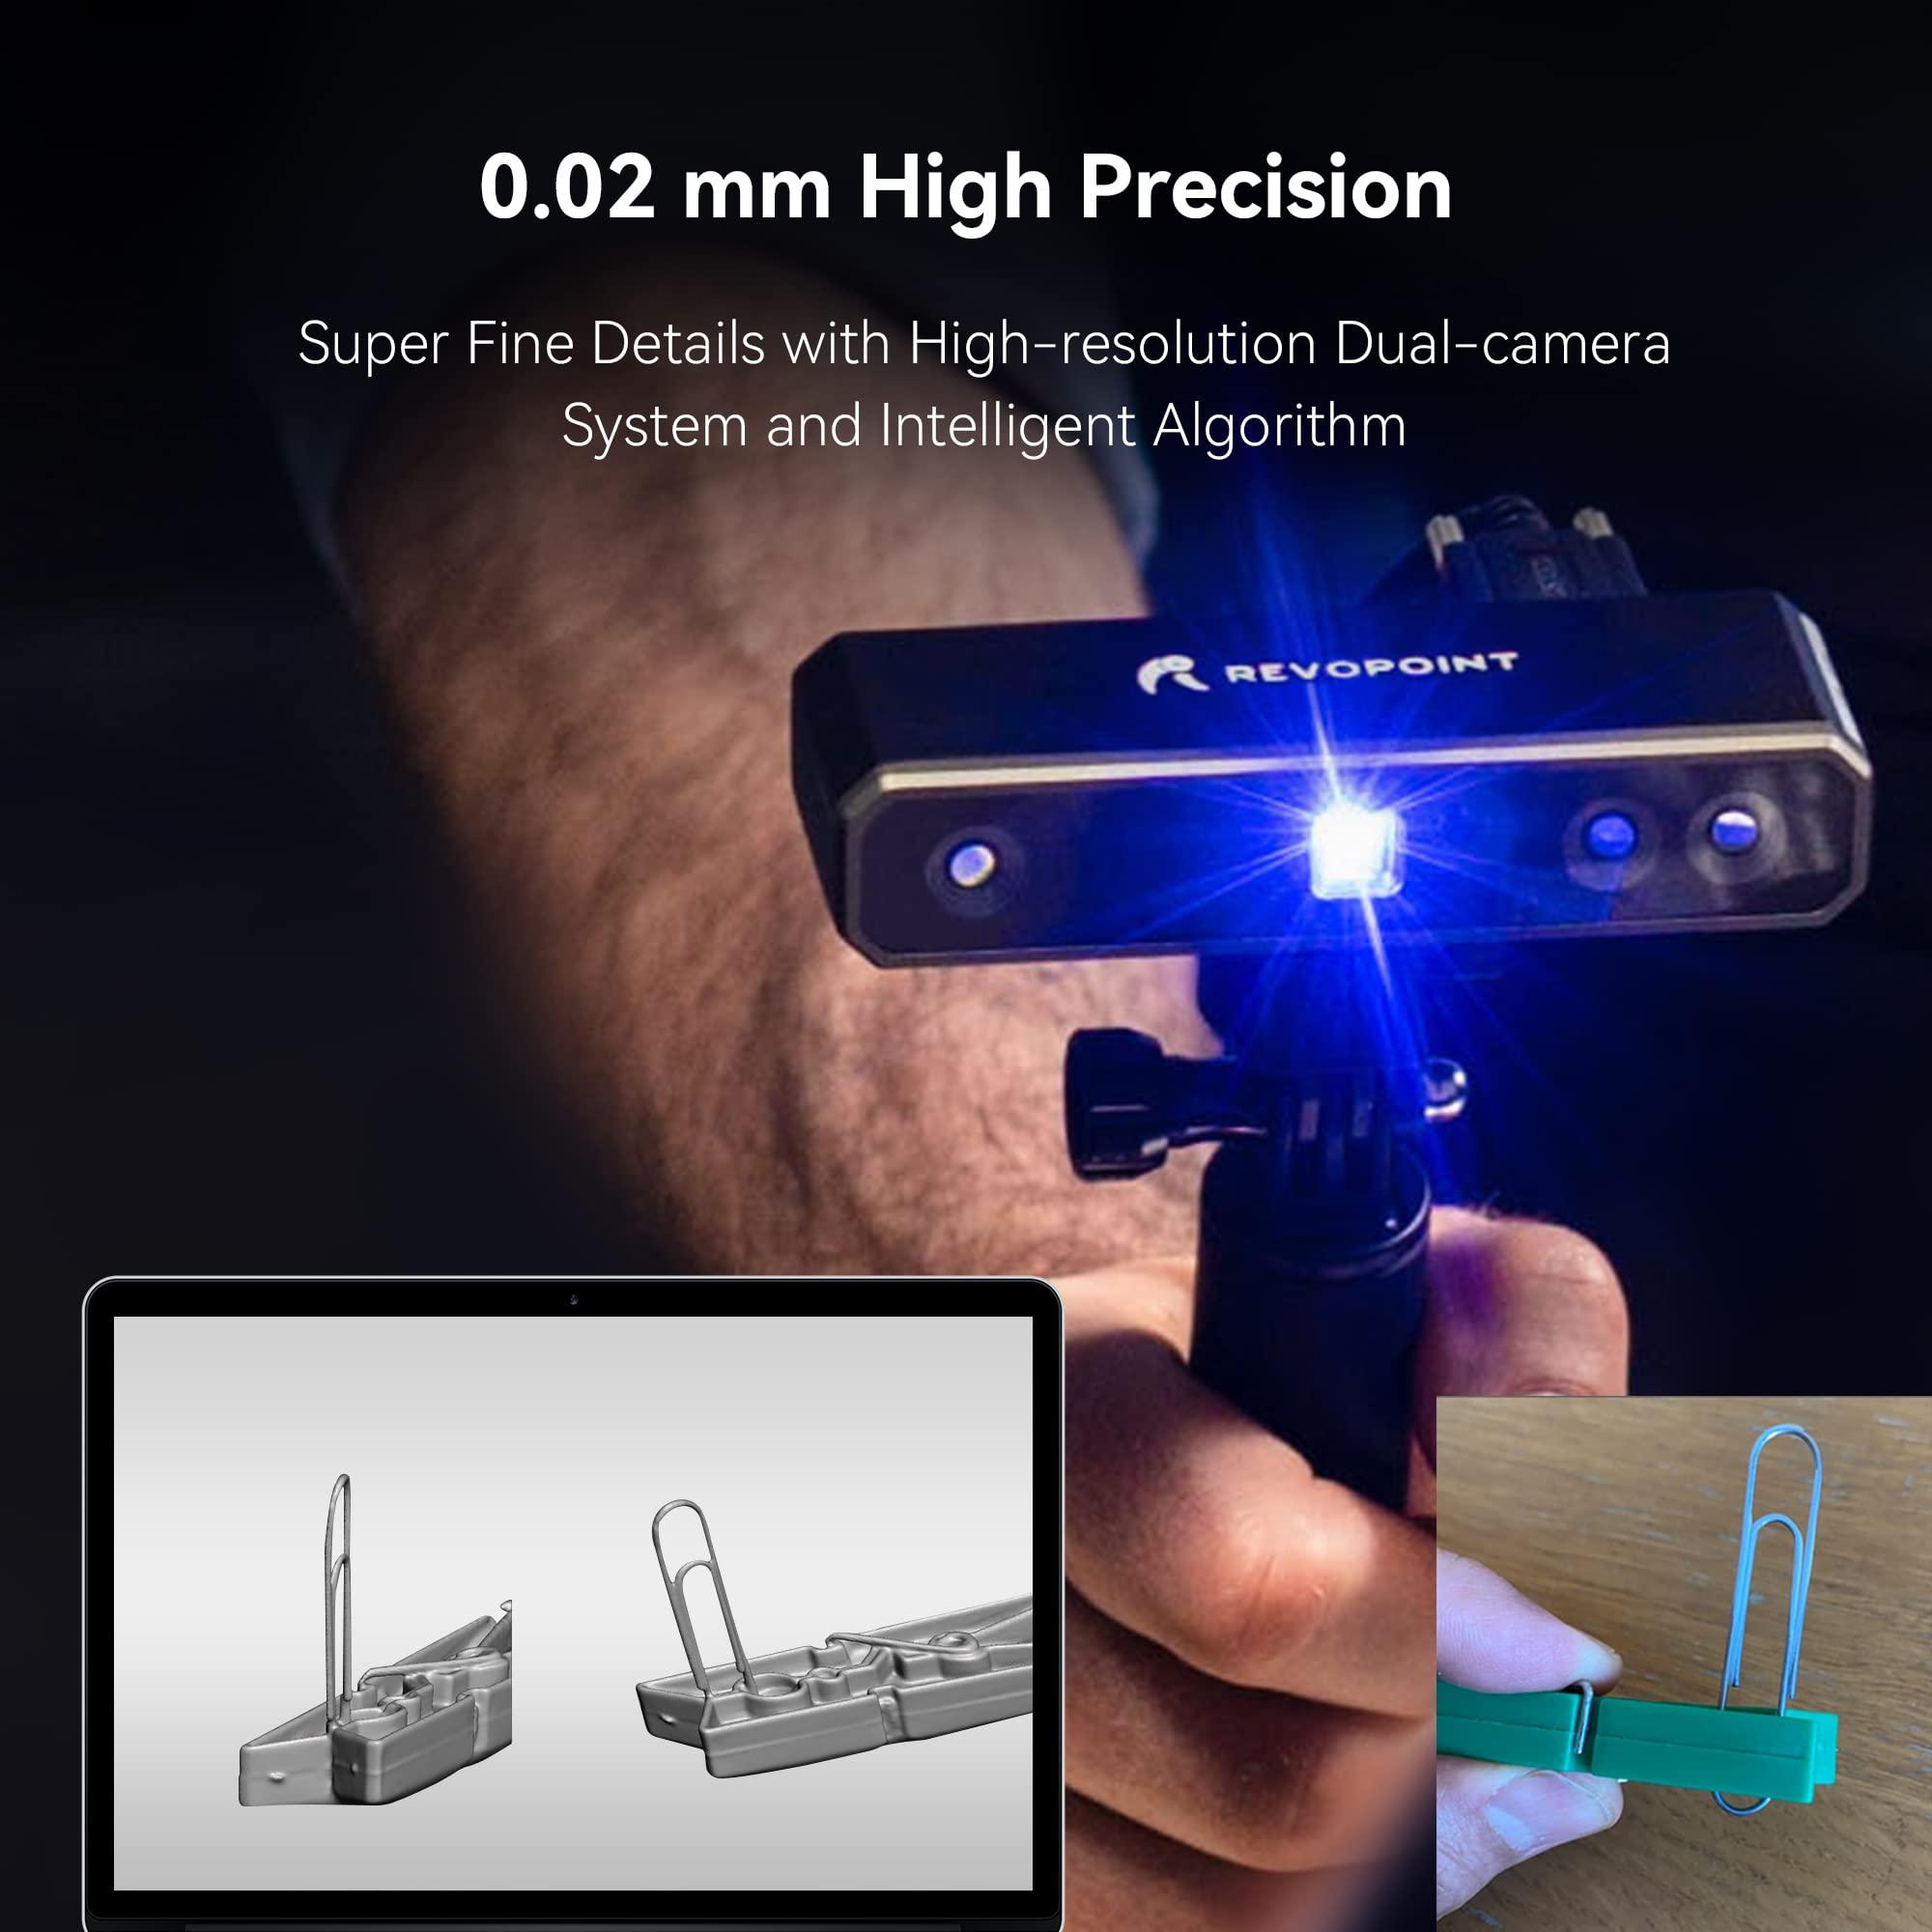 0.02 mm High Precision
Super Fine Details with High-resolution Dual-camera
System and Intelligent Algorithm
REVOPOINT